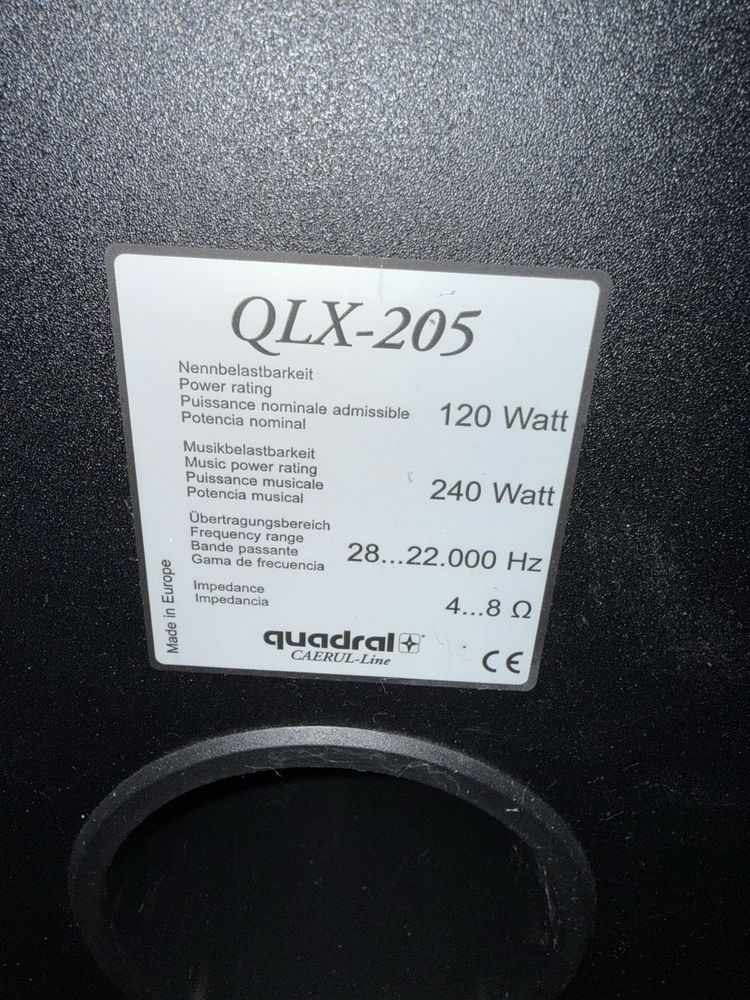 QLX-205
Nennbelastbarkeit
Power rating
Puissance nominale admissible
Potencia nominal
120 Watt
Musikbelastbarkeit
Music power rating
Puissance musicale
Potencia musical
240 Watt
Übertragungsbereich
Frequency range
Bande passante
Gama de frecuencia
28...22.000 Hz
Impedance
Impedancia
4...8 Ω
Made in Europe
quadral
CAERUL-Line
CE